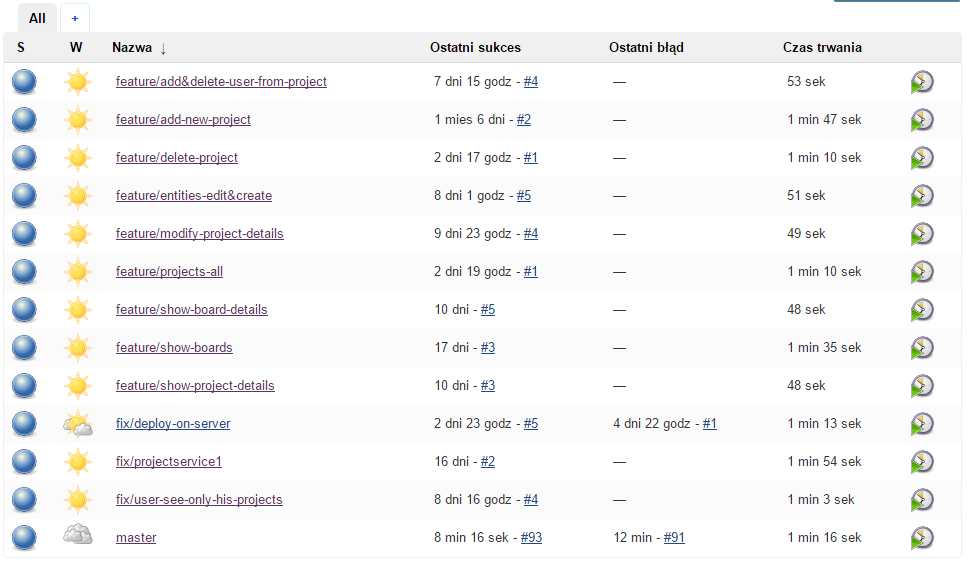 All +
S W Nazwa ↓ Ostatni sukces Ostatni błąd Czas trwania
feature/add&delete-user-from-project 7 dni 15 godz - #4 — 53 sek
feature/add-new-project 1 mies 6 dni - #2 — 1 min 47 sek
feature/delete-project 2 dni 17 godz - #1 — 1 min 10 sek
feature/entities-edit&create 8 dni 1 godz - #5 — 51 sek
feature/modify-project-details 9 dni 23 godz - #4 — 49 sek
feature/projects-all 2 dni 19 godz - #1 — 1 min 10 sek
feature/show-board-details 10 dni - #5 — 48 sek
feature/show-boards 17 dni - #3 — 1 min 35 sek
feature/show-project-details 10 dni - #3 — 48 sek
fix/deploy-on-server 2 dni 23 godz - #5 4 dni 22 godz - #1 1 min 13 sek
fix/projectservice1 16 dni - #2 — 1 min 54 sek
fix/user-see-only-his-projects 8 dni 16 godz - #4 — 1 min 3 sek
master 8 min 16 sek - #93 12 min - #91 1 min 16 sek